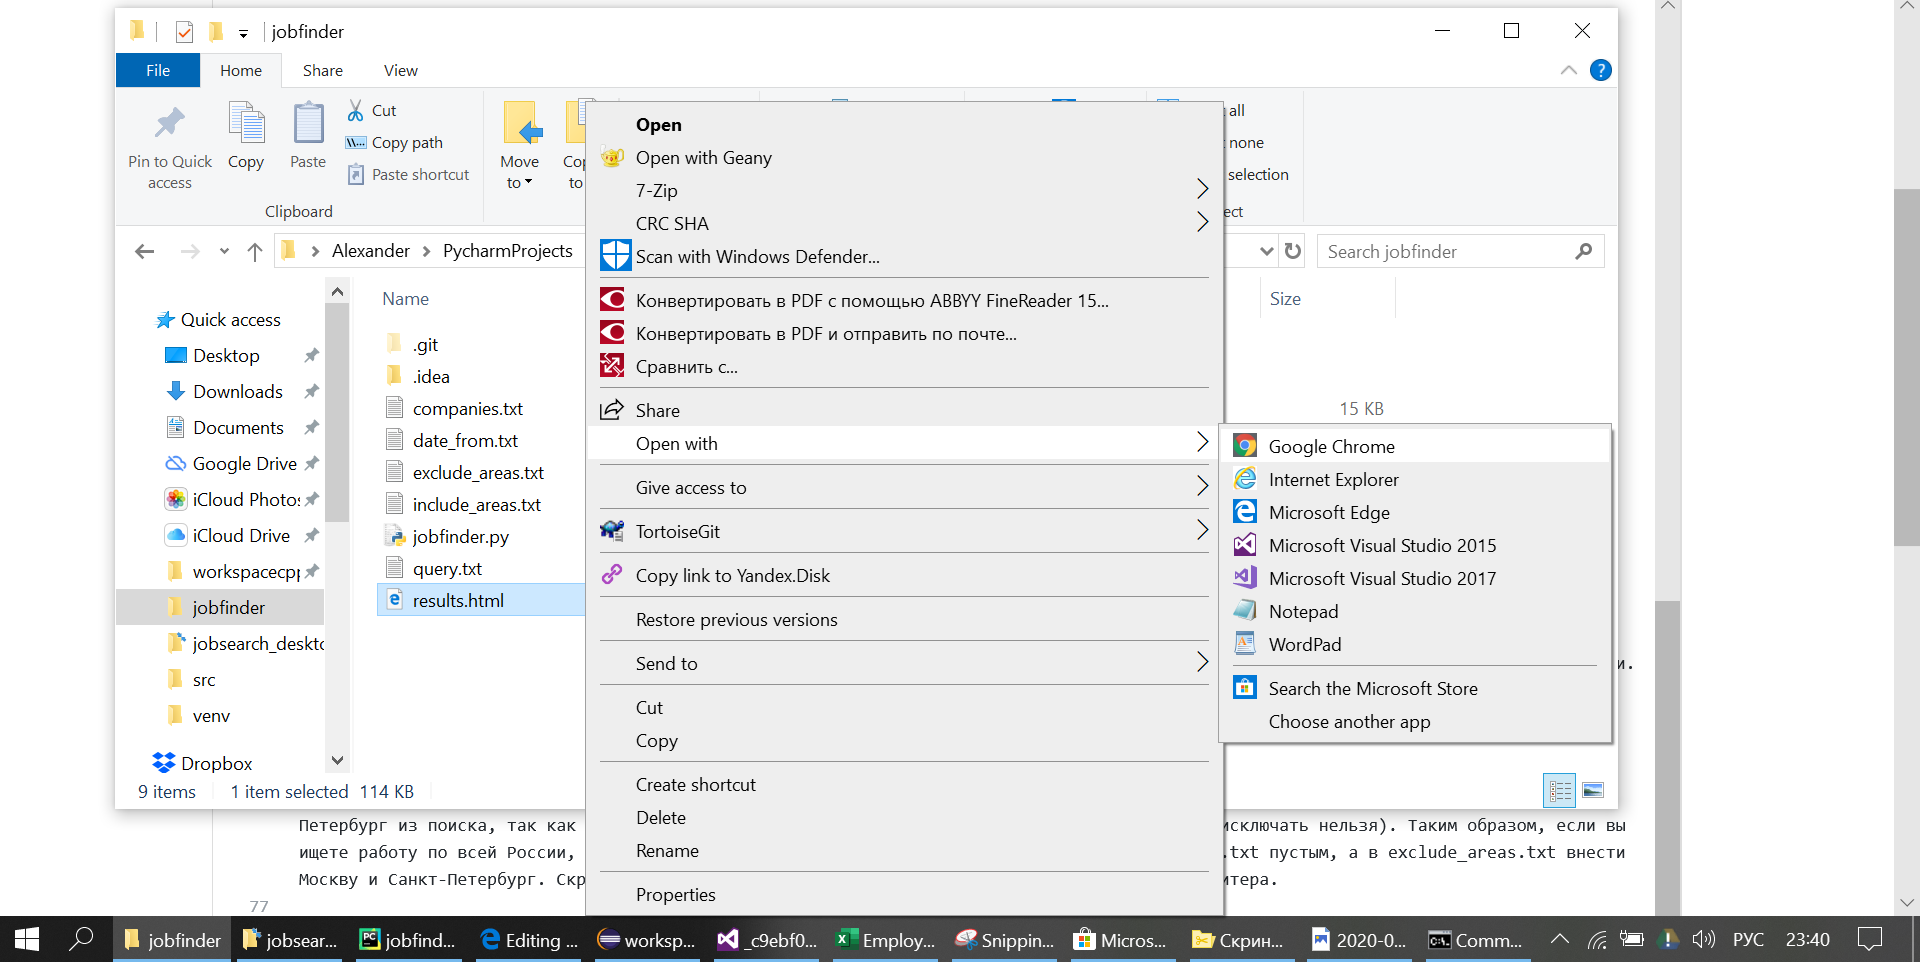 jobfinder
File
Home
Share
View
Pin to Quick access
Copy
Paste
Cut
Copy path
Paste shortcut
Clipboard
Move to
to
all
none
selection
Alexander
PycharmProjects
Search jobfinder
Name
Size
Quick access
Desktop
Downloads
Documents
Google Drive
iCloud Photos
iCloud Drive
workspacecpp
jobfinder
jobsearch_deskto
src
venv
Dropbox
.git
.idea
companies.txt
date_from.txt
exclude_areas.txt
include_areas.txt
jobfinder.py
query.txt
results.html
15 KB
9 items
1 item selected 114 KB
Open
Open with Geany
7-Zip
CRC SHA
Scan with Windows Defender...
Конвертировать в PDF с помощью ABBYY FineReader 15...
Конвертировать в PDF и отправить по почте...
Сравнить с...
Share
Open with
Give access to
TortoiseGit
Copy link to Yandex.Disk
Restore previous versions
Send to
Cut
Copy
Create shortcut
Delete
Rename
Properties
Google Chrome
Internet Explorer
Microsoft Edge
Microsoft Visual Studio 2015
Microsoft Visual Studio 2017
Notepad
WordPad
Search the Microsoft Store
Choose another app
и.
Петербург из поиска, так как исключать нельзя). Таким образом, если вы
ищете работу по всей России, .txt пустым, а в exclude_areas.txt внести
Москву и Санкт-Петербург. Скр
77
jobfinder
jobsear...
jobfind...
Editing ...
worksp...
_c9ebf0...
Employ...
Snippin...
Micros...
Скрин...
2020-0...
Comm...
РУС
23:40